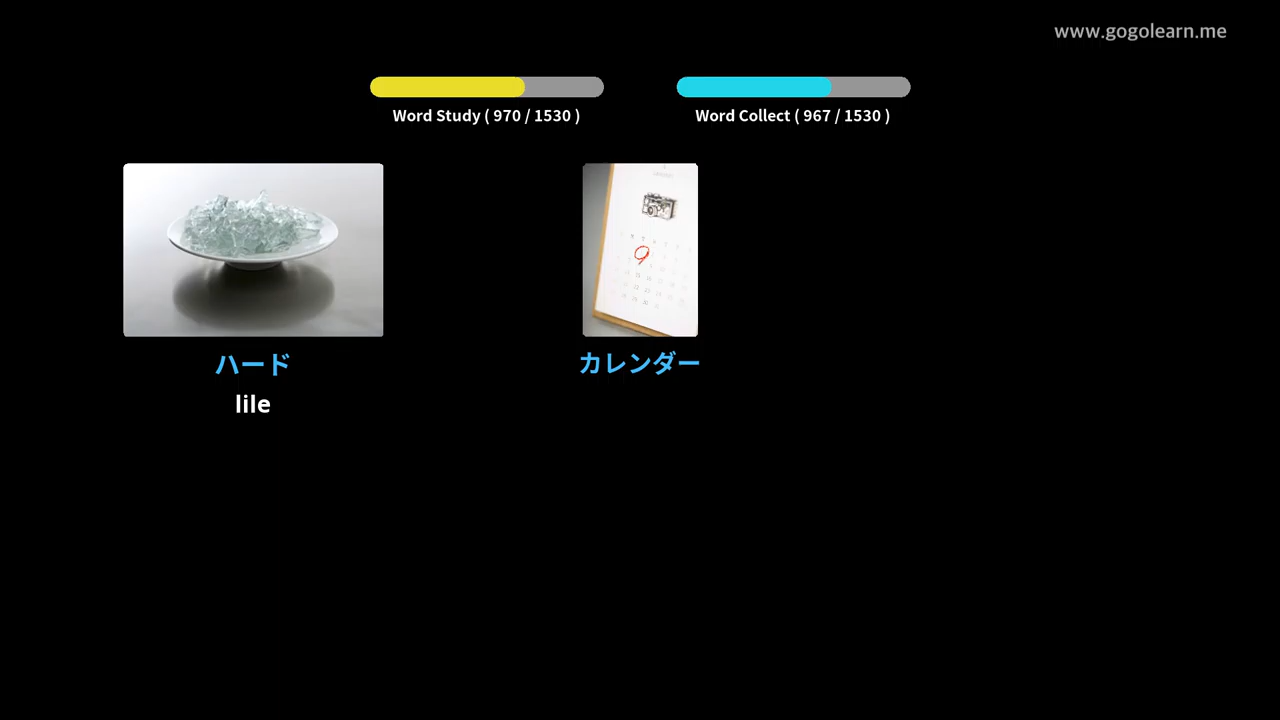 www.gogolearn.me
Word Study ( 970 / 1530 )
Word Collect ( 967 / 1530 )
ハード
カレンダー
lile
9